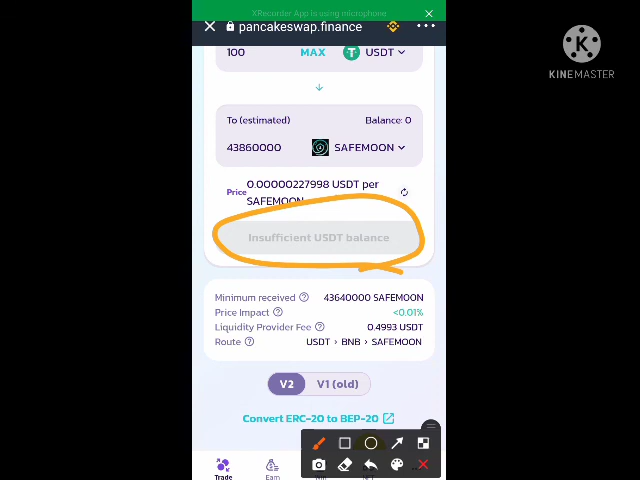 XRecorder App is using microphone
pancakeswap.finance
100 MAX USDT
To (estimated) Balance: 0
43860000 SAFEMOON
Price 0.00000227998 USDT per
SAFEMOON
Insufficient USDT balance
Minimum received 43640000 SAFEMOON
Price Impact <0.01%
Liquidity Provider Fee 0.4993 USDT
Route USDT > BNB > SAFEMOON
V2 V1 (old)
Convert ERC-20 to BEP-20
Trade Earn
KINEMASTER